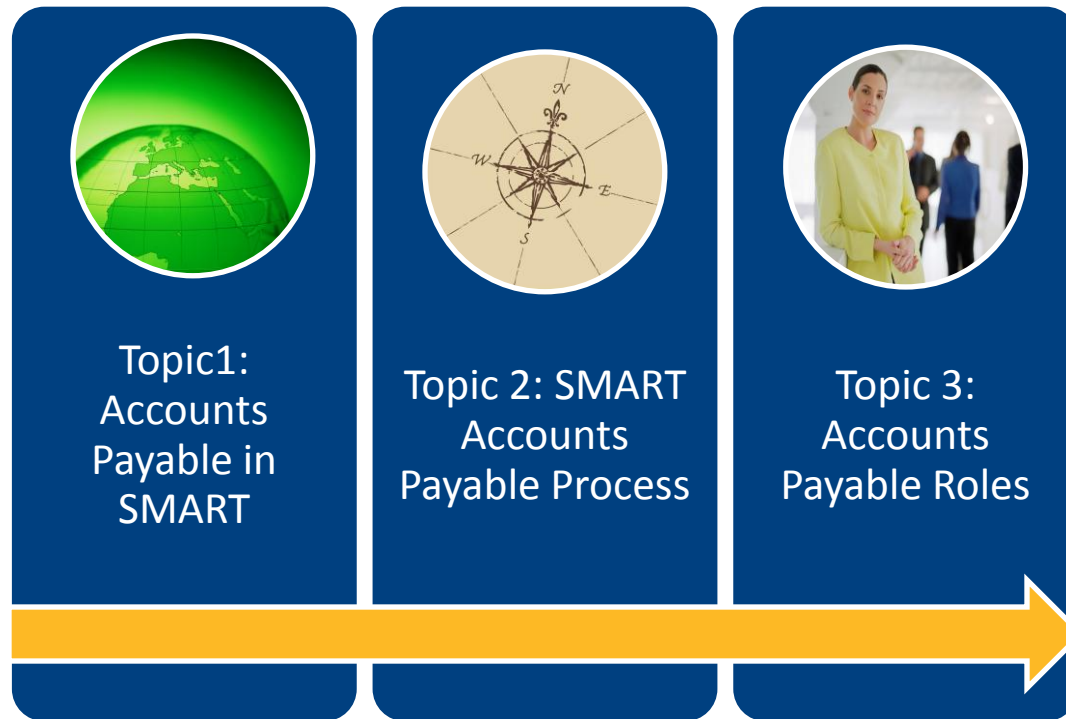 Topic1:
Accounts
Payable in
SMART
N
W
E
S
Topic 2: SMART
Accounts
Payable Process
Topic 3:
Accounts
Payable Roles